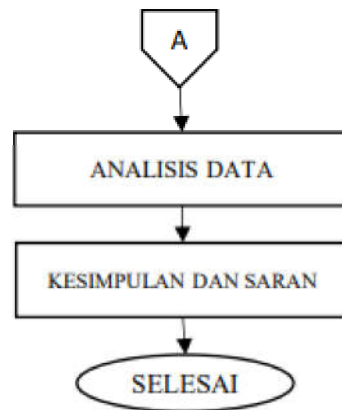 A
ANALISIS DATA
KESIMPULAN DAN SARAN
SELESAI